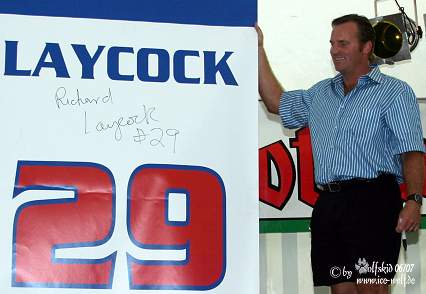 LAYCOCK
Richard
Laycock
#29
29
© by Wolfskid 06/07
www.ice-wolf.de